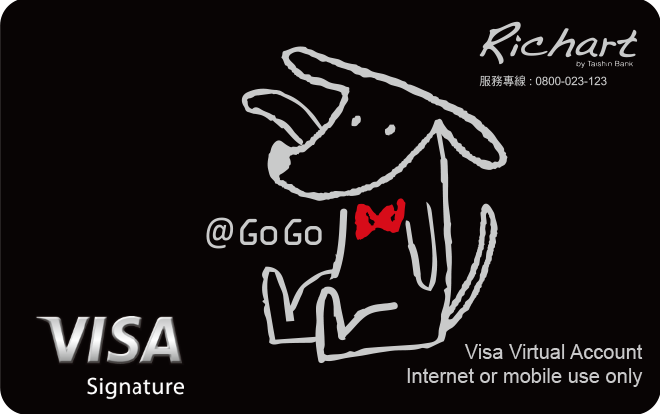 Richart
by Taishin Bank
服務專線 : 0800-023-123
@GoGo
VISA
Signature
Visa Virtual Account
Internet or mobile use only